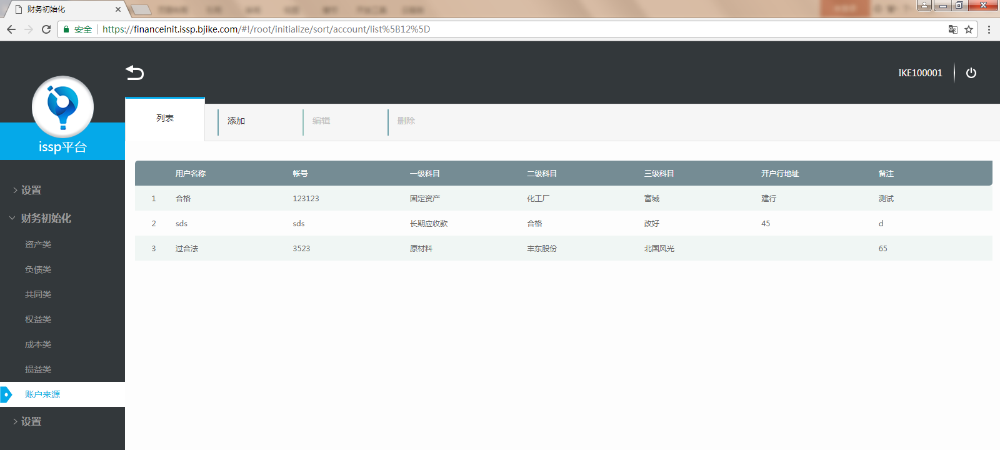 财务初始化
安全 https://financeinit.issp.bjike.com/#!/root/initialize/sort/account/list%5B12%5D
IKE100001
issp平台
列表 添加 编辑 删除
设置
财务初始化
资产类
负债类
共同类
权益类
成本类
损益类
账户来源
设置
用户名称 帐号 一级科目 二级科目 三级科目 开户行地址 备注
1 合格 123123 固定资产 化工厂 富城 建行 测试
2 sds sds 长期应收款 合格 改好 45 d
3 过合法 3523 原材料 丰东股份 北国风光 65